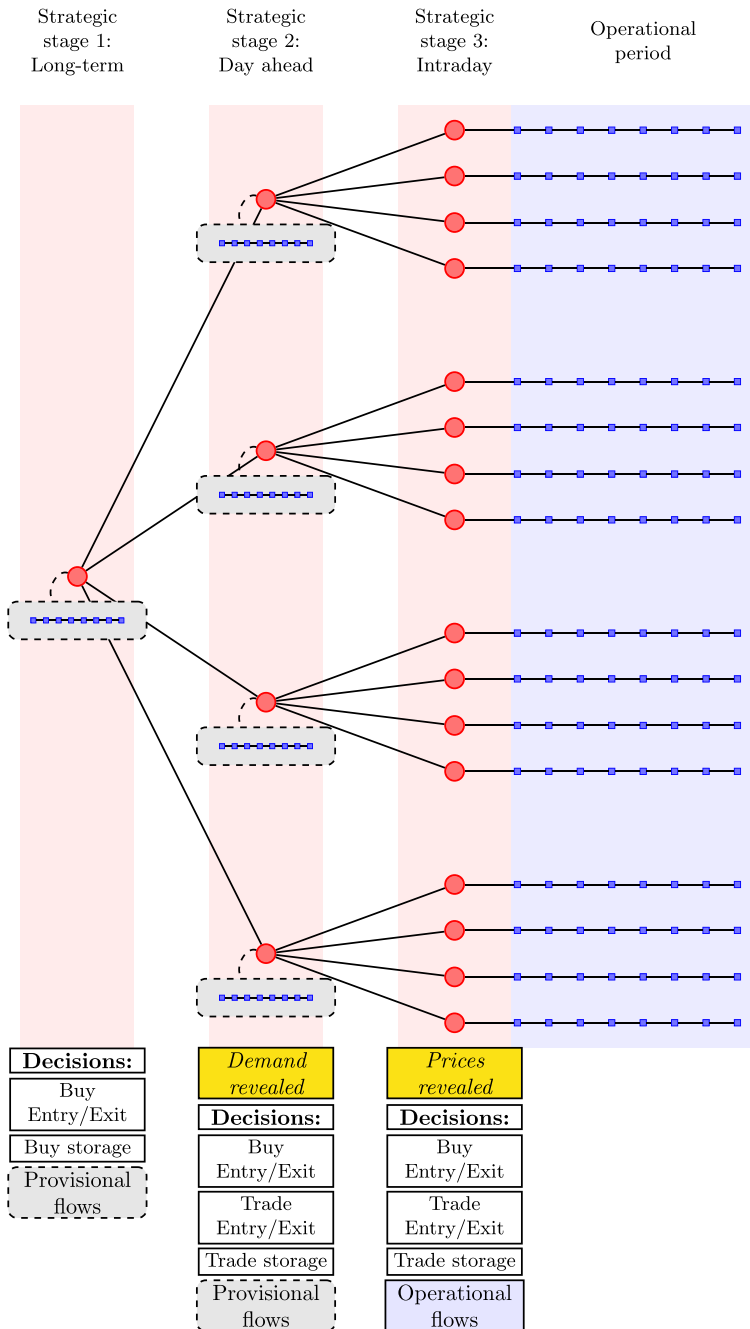 Strategic
stage 1:
Long-term
Strategic
stage 2:
Day ahead
Strategic
stage 3:
Intraday
Operational
period
Decisions:
Buy
Entry/Exit
Buy storage
Provisional
flows
Demand
revealed
Decisions:
Buy
Entry/Exit
Trade
Entry/Exit
Trade storage
Provisional
flows
Prices
revealed
Decisions:
Buy
Entry/Exit
Trade
Entry/Exit
Trade storage
Operational
flows